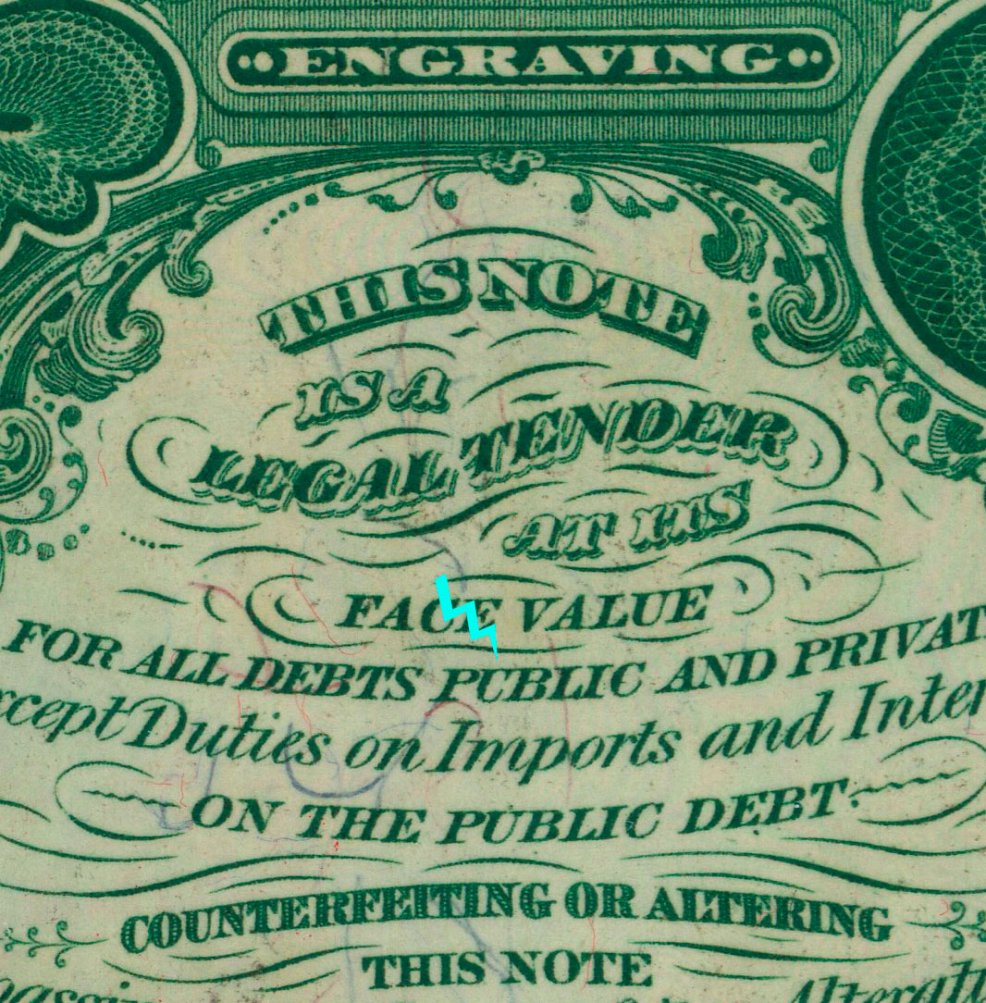 ENGRAVING
THIS NOTE
IS A
LEGAL TENDER
AT ITS
FACE VALUE
FOR ALL DEBTS PUBLIC AND PRIVAT
xcept Duties on Imports and Inter
ON THE PUBLIC DEBT.
COUNTERFEITING OR ALTERING
THIS NOTE